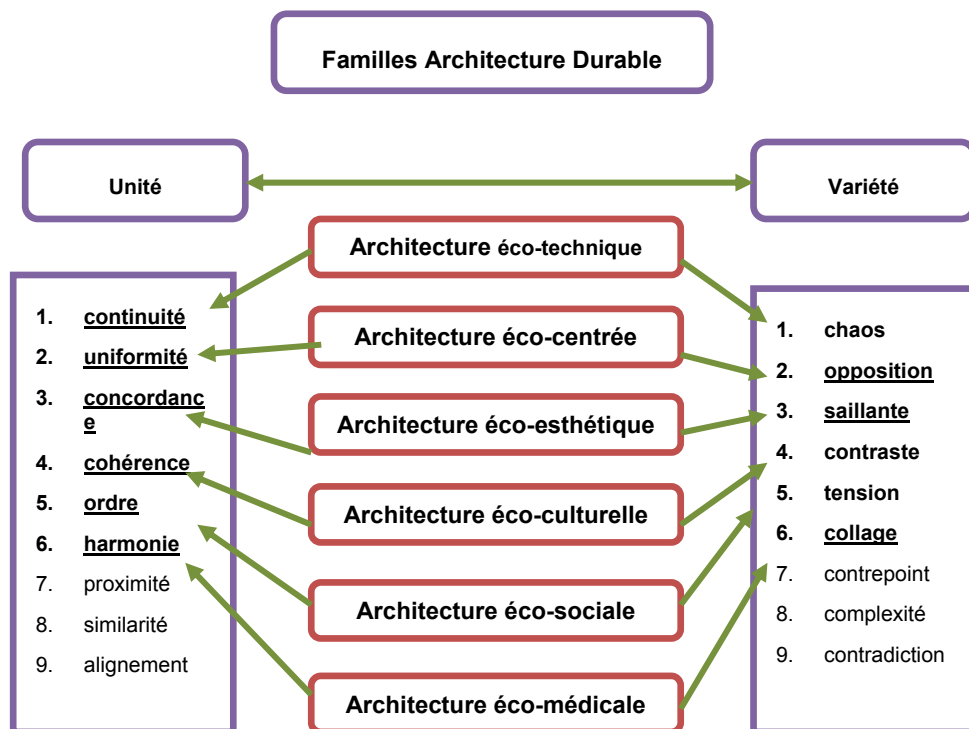 Familles Architecture Durable
Unité
Variété
Architecture éco-technique
Architecture éco-centrée
Architecture éco-esthétique
Architecture éco-culturelle
Architecture éco-sociale
Architecture éco-médicale
1. continuité
2. uniformité
3. concordanc
e
4. cohérence
5. ordre
6. harmonie
7. proximité
8. similarité
9. alignement
1. chaos
2. opposition
3. saillante
4. contraste
5. tension
6. collage
7. contrepoint
8. complexité
9. contradiction